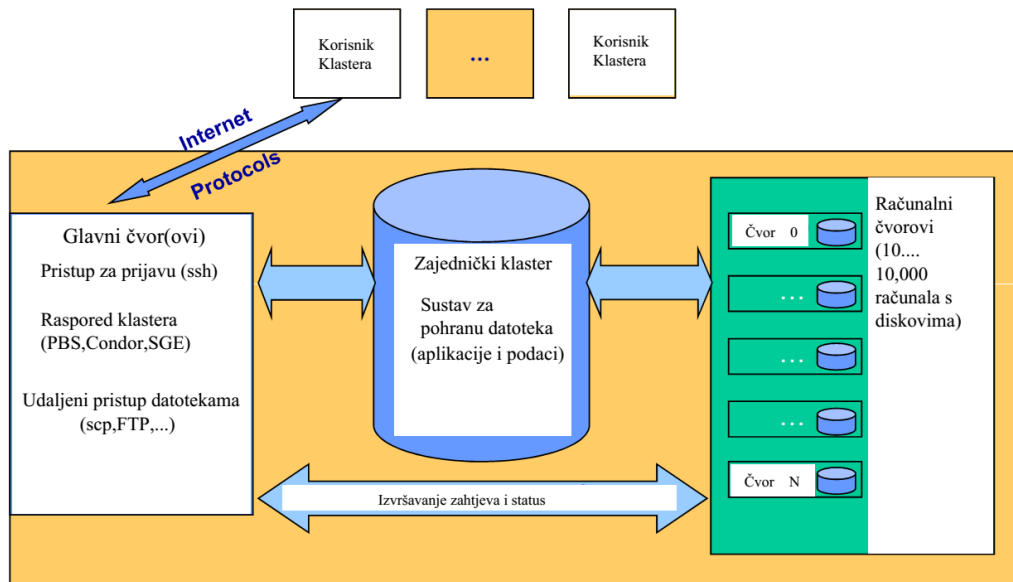 Korisnik
Klastera
...
Korisnik
Klastera
Internet
Protocols
Glavni čvor(ovi)
Pristup za prijavu (ssh)
Raspored klastera
(PBS,Condor,SGE)
Udaljeni pristup datotekama
(scp,FTP,...)
Zajednički klaster
Sustav za
pohranu datoteka
(aplikacije i podaci)
Izvršavanje zahtjeva i status
Čvor 0
...
...
...
Čvor N
Računalni
čvorovi
(10....
10,000
računala s
diskovima)